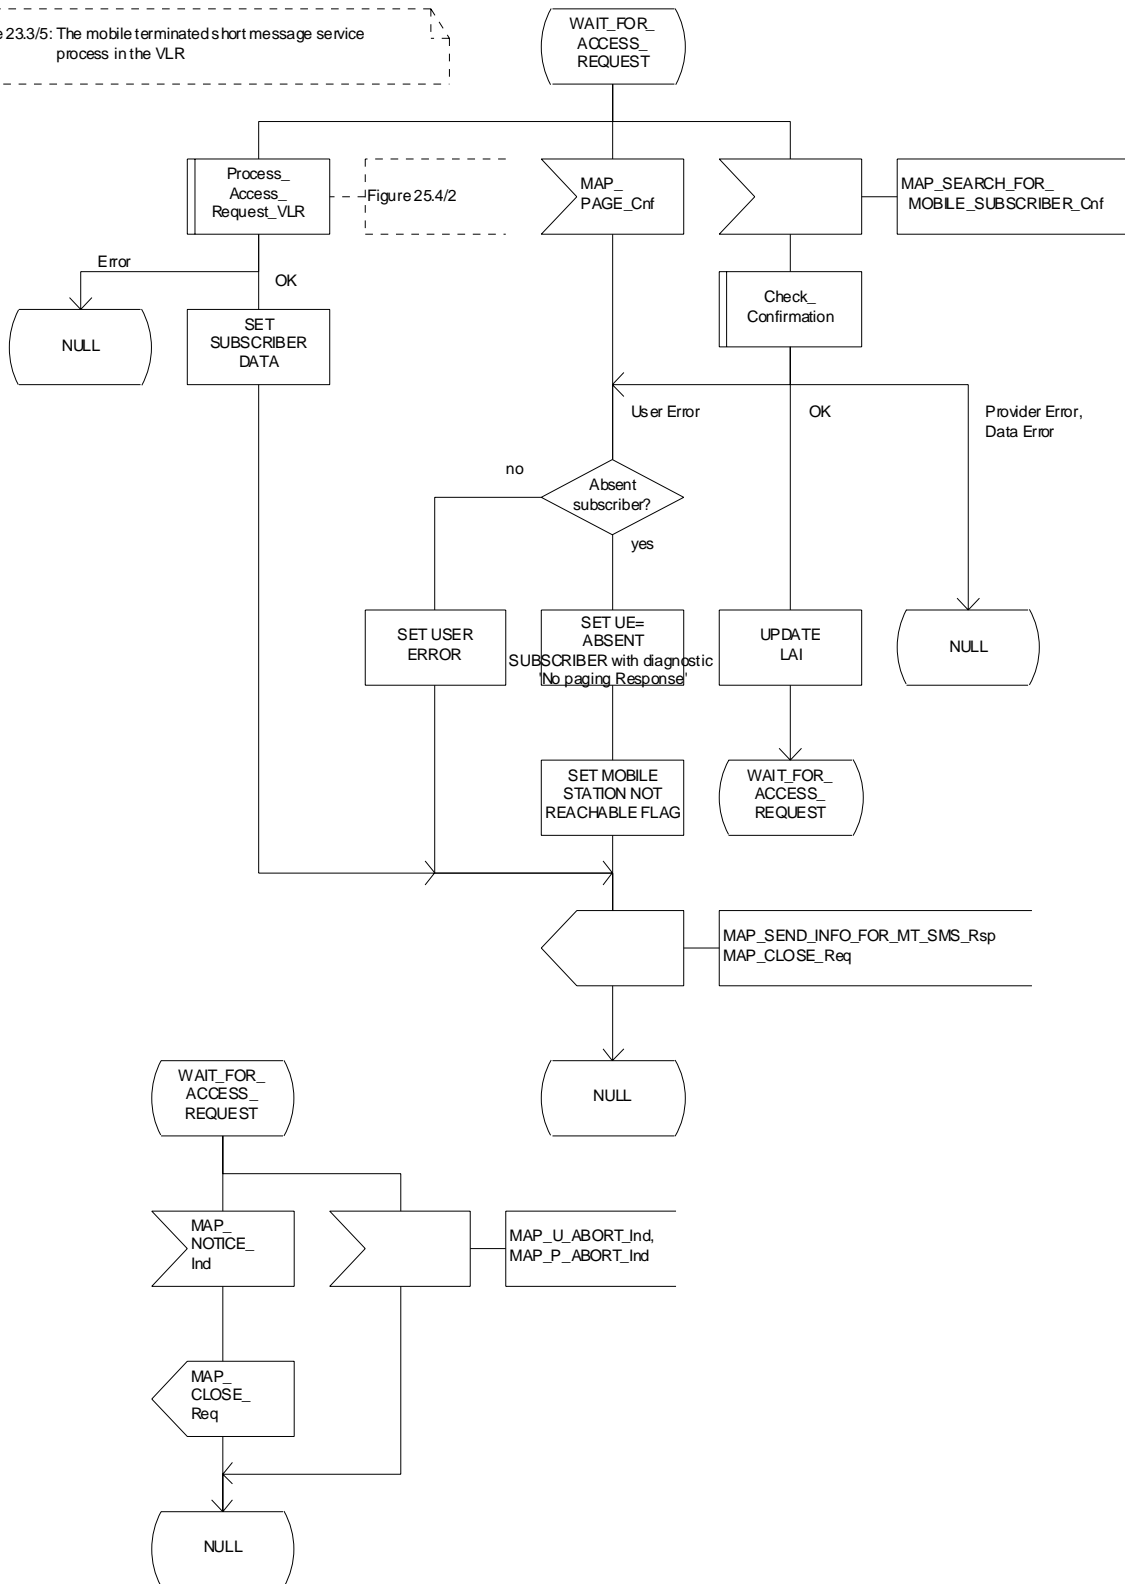 23.3/5: The mobile terminated short message service
process in the VLR
WAIT_FOR_
ACCESS_
REQUEST
Process_
Access_
Request_VLR
Figure 25.4/2
MAP_
PAGE_Cnf
MAP_SEARCH_FOR_
MOBILE_SUBSCRIBER_Cnf
Error
OK
Check_
Confirmation
NULL
SET
SUBSCRIBER
DATA
User Error
OK
Provider Error,
Data Error
no
Absent
subscriber?
yes
SET USER
ERROR
SET UE=
ABSENT
SUBSCRIBER with diagnostic
'No paging Response'
UPDATE
LAI
NULL
SET MOBILE
STATION NOT
REACHABLE FLAG
WAIT_FOR_
ACCESS_
REQUEST
MAP_SEND_INFO_FOR_MT_SMS_Rsp
MAP_CLOSE_Req
NULL
WAIT_FOR_
ACCESS_
REQUEST
MAP_
NOTICE_
Ind
MAP_U_ABORT_Ind,
MAP_P_ABORT_Ind
MAP_
CLOSE_
Req
NULL